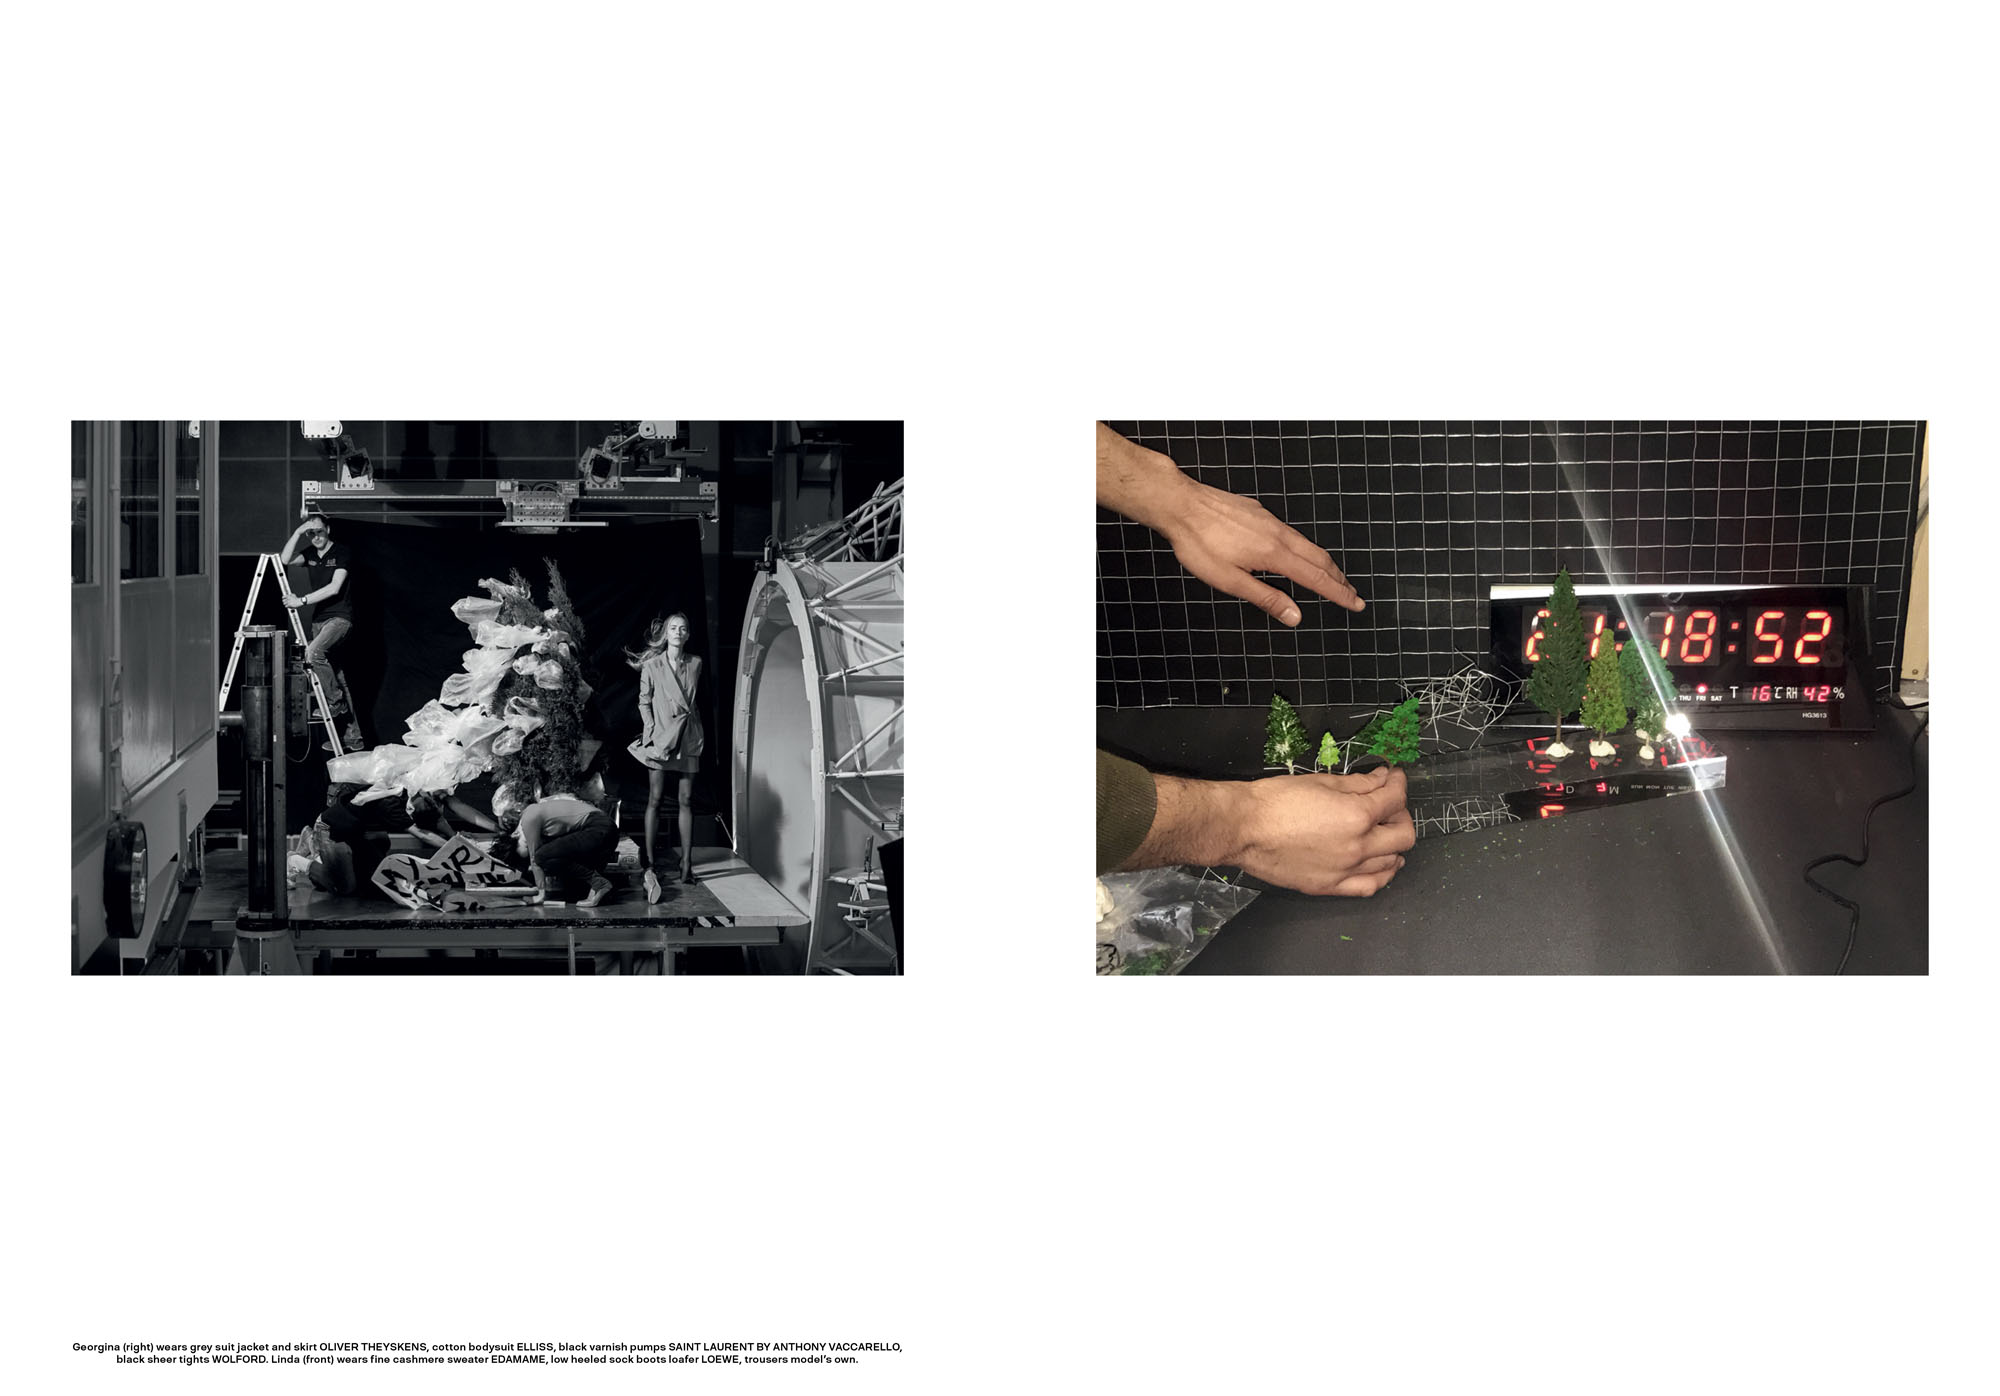 21:18:52
THU FRI SAT T 16°C RH 42%
HG3613
Georgina (right) wears grey suit jacket and skirt OLIVER THEYSKENS, cotton bodysuit ELLISS, black varnish pumps SAINT LAURENT BY ANTHONY VACCARELLO,
black sheer tights WOLFORD. Linda (front) wears fine cashmere sweater EDAMAME, low heeled sock boots loafer LOEWE, trousers model's own.